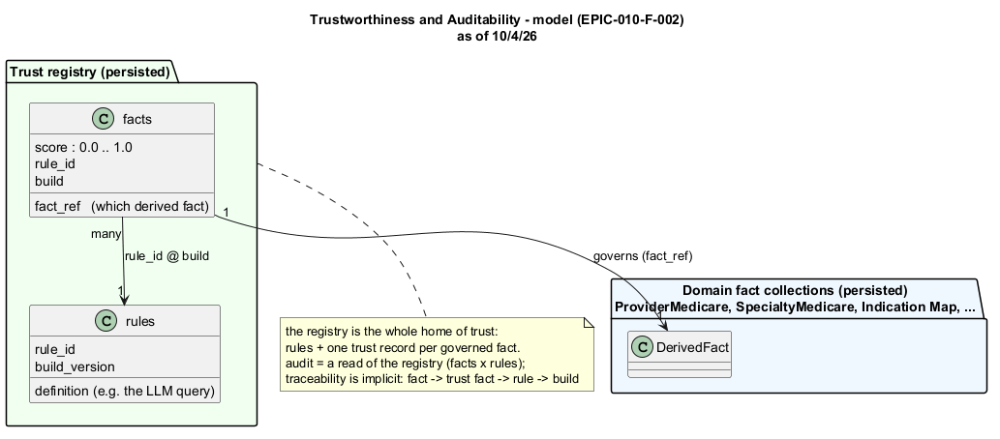 Trustworthiness and Auditability - model (EPIC-010-F-002)
as of 10/4/26
Trust registry (persisted)
C facts
score : 0.0 .. 1.0
rule_id
build
fact_ref (which derived fact)
1
many
rule_id @ build
governs (fact_ref)
1
C rules
rule_id
build_version
definition (e.g. the LLM query)
the registry is the whole home of trust:
rules + one trust record per governed fact.
audit = a read of the registry (facts x rules);
traceability is implicit: fact -> trust fact -> rule -> build
Domain fact collections (persisted)
ProviderMedicare, SpecialtyMedicare, Indication Map, ...
1
C DerivedFact